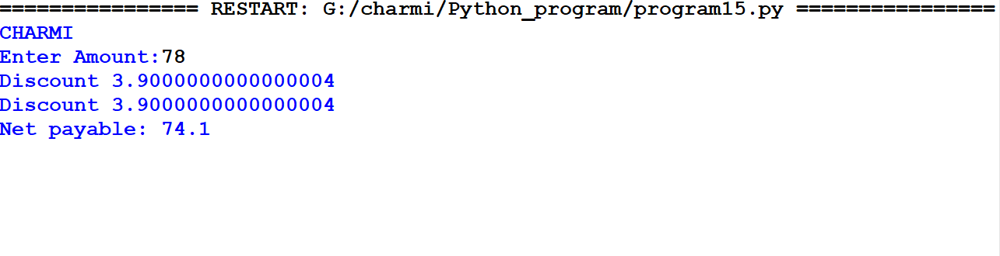 ================ RESTART: G:/charmi/Python_program/program15.py ================
CHARMI
Enter Amount:78
Discount 3.9000000000000004
Discount 3.9000000000000004
Net payable: 74.1